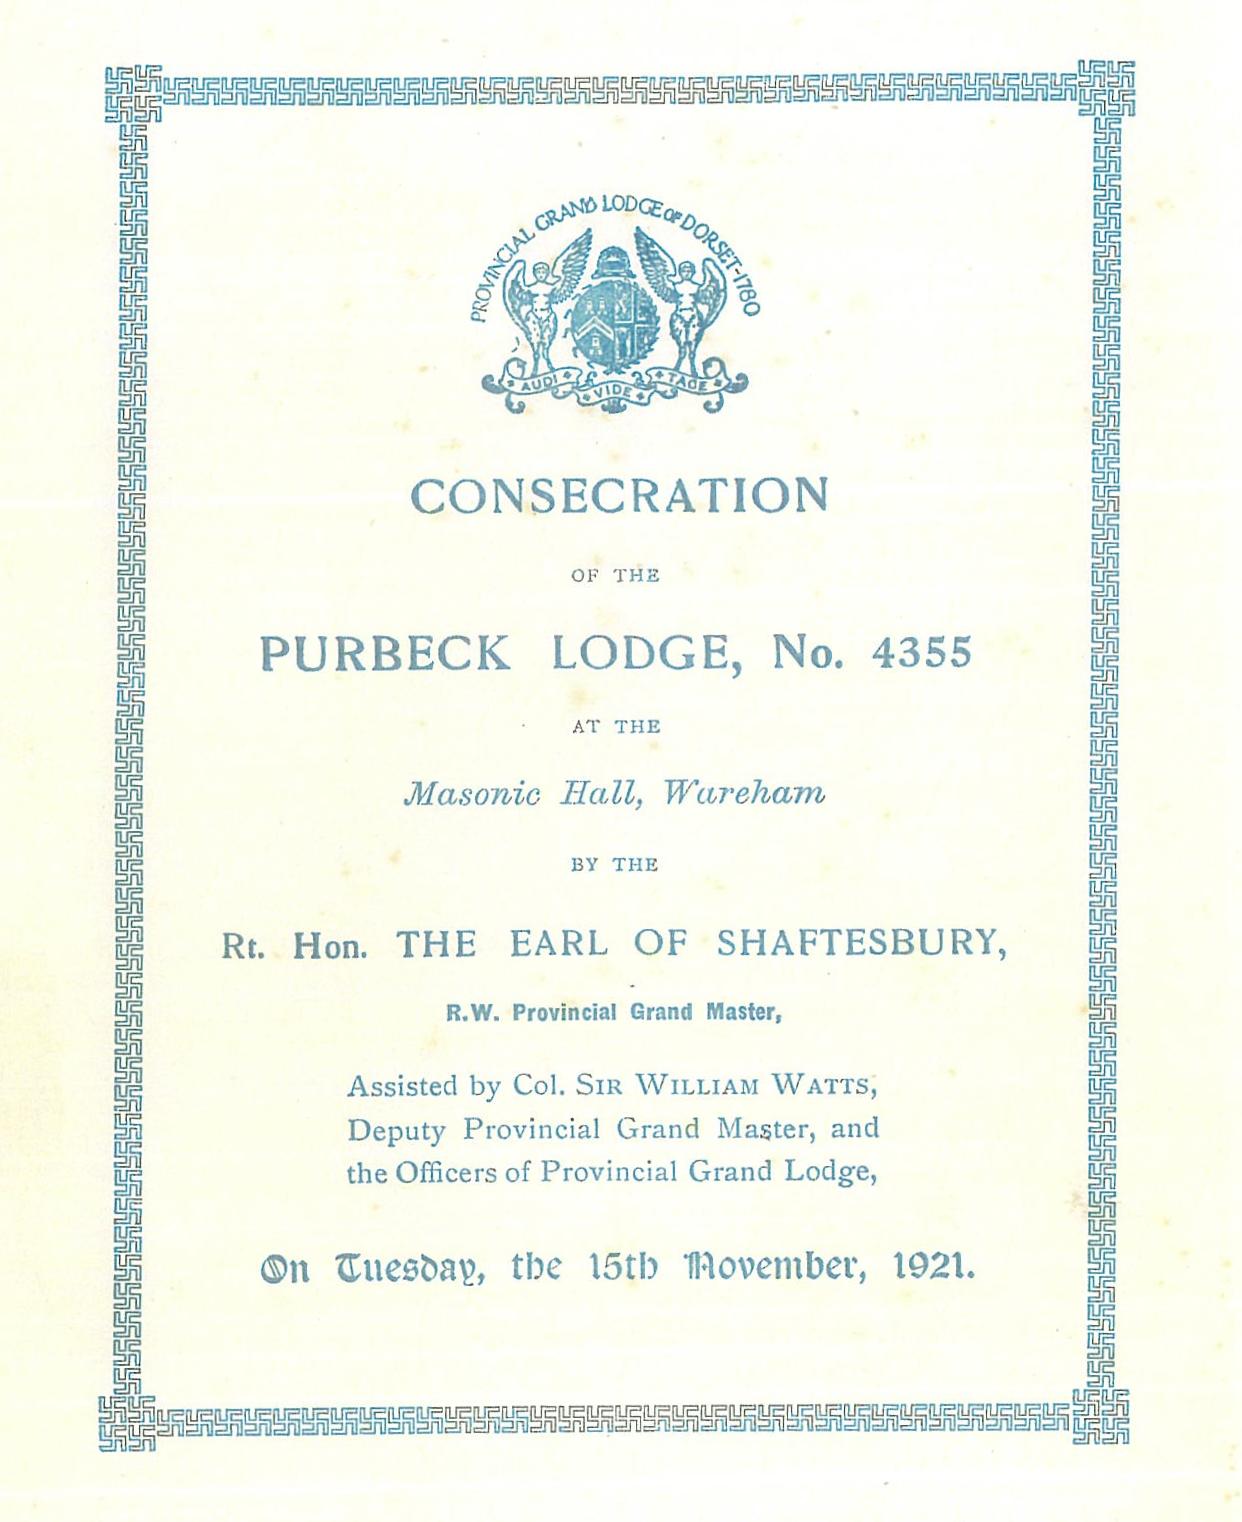 PROVINCIAL GRAND LODGE OF DORSET-1780
AUDI VIDE TACE
CONSECRATION
OF THE
PURBECK LODGE, No. 4355
AT THE
Masonic Hall, Wareham
BY THE
Rt. Hon. THE EARL OF SHAFTESBURY,
R.W. Provincial Grand Master,
Assisted by Col. SIR WILLIAM WATTS,
Deputy Provincial Grand Master, and
the Officers of Provincial Grand Lodge,
On Tuesday, the 15th November, 1921.